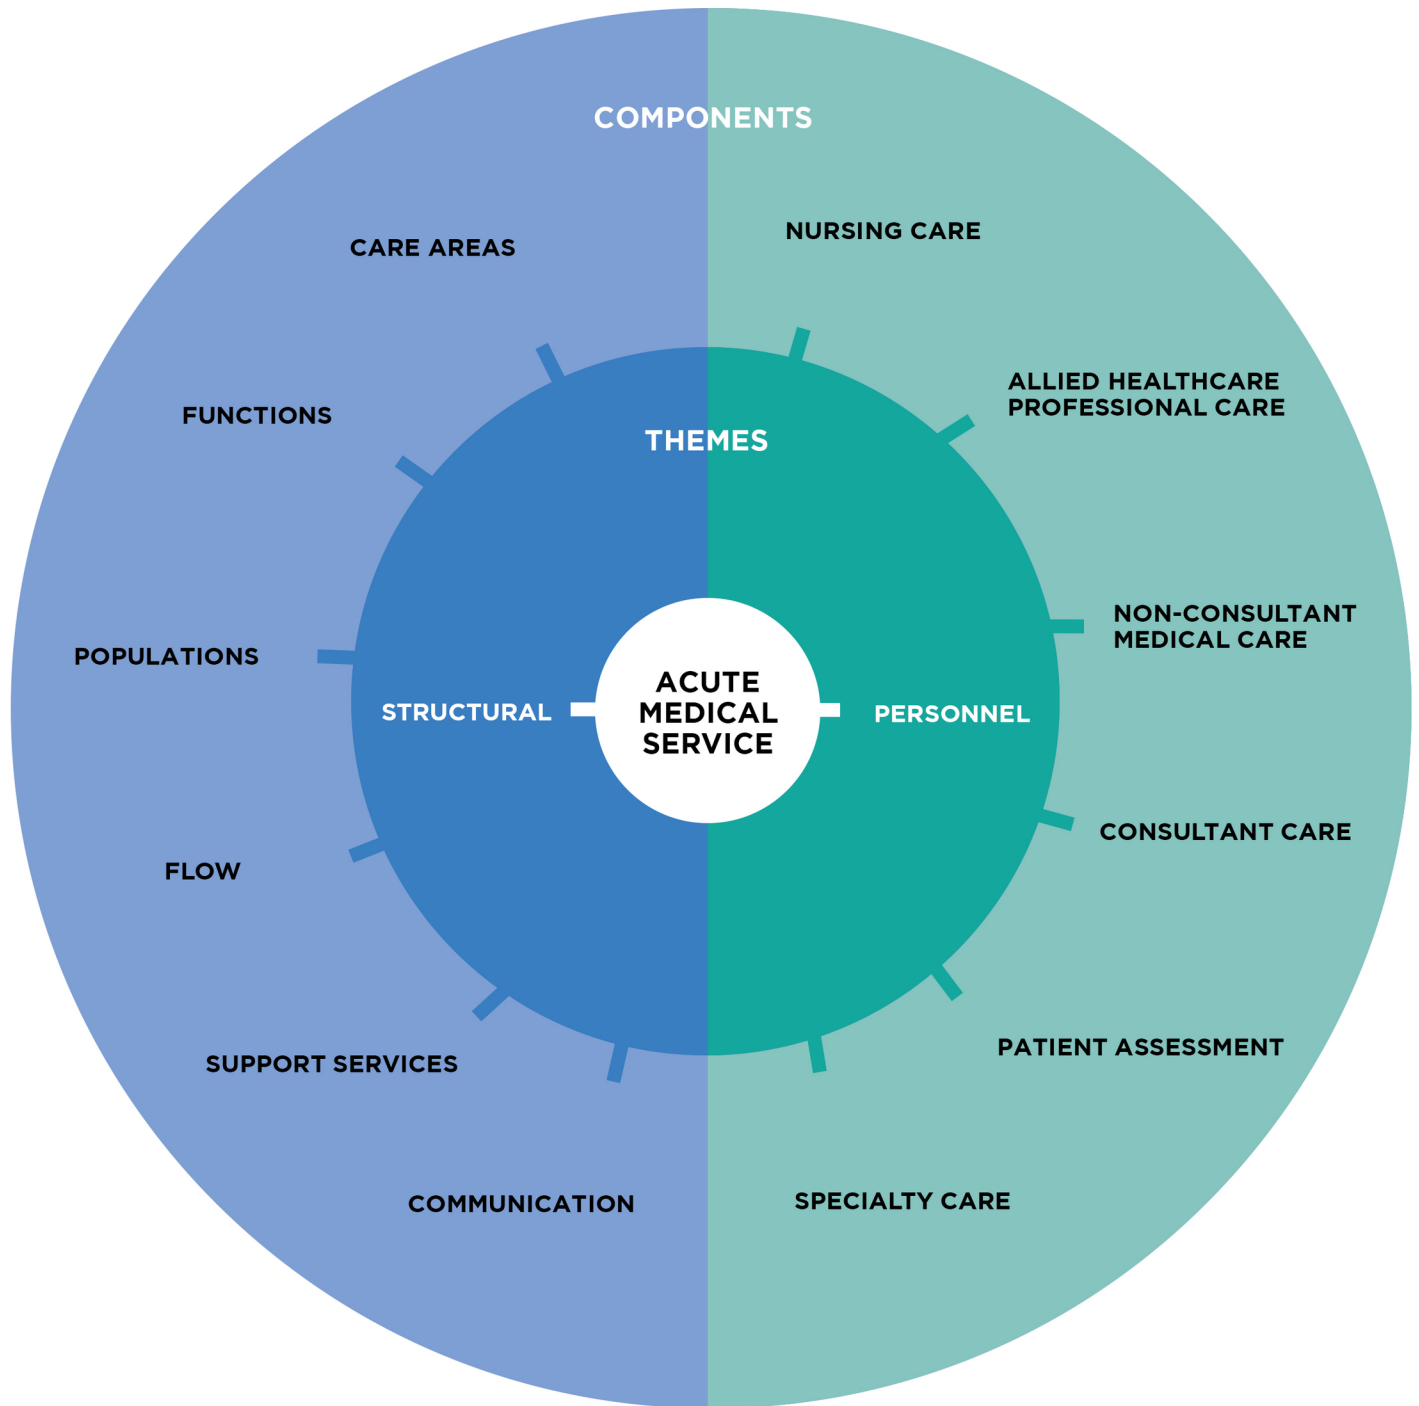 COMPONENTS
CARE AREAS
FUNCTIONS
POPULATIONS
FLOW
SUPPORT SERVICES
COMMUNICATION
NURSING CARE
ALLIED HEALTHCARE
PROFESSIONAL CARE
NON-CONSULTANT
MEDICAL CARE
CONSULTANT CARE
PATIENT ASSESSMENT
SPECIALTY CARE
THEMES
STRUCTURAL
PERSONNEL
ACUTE
MEDICAL
SERVICE